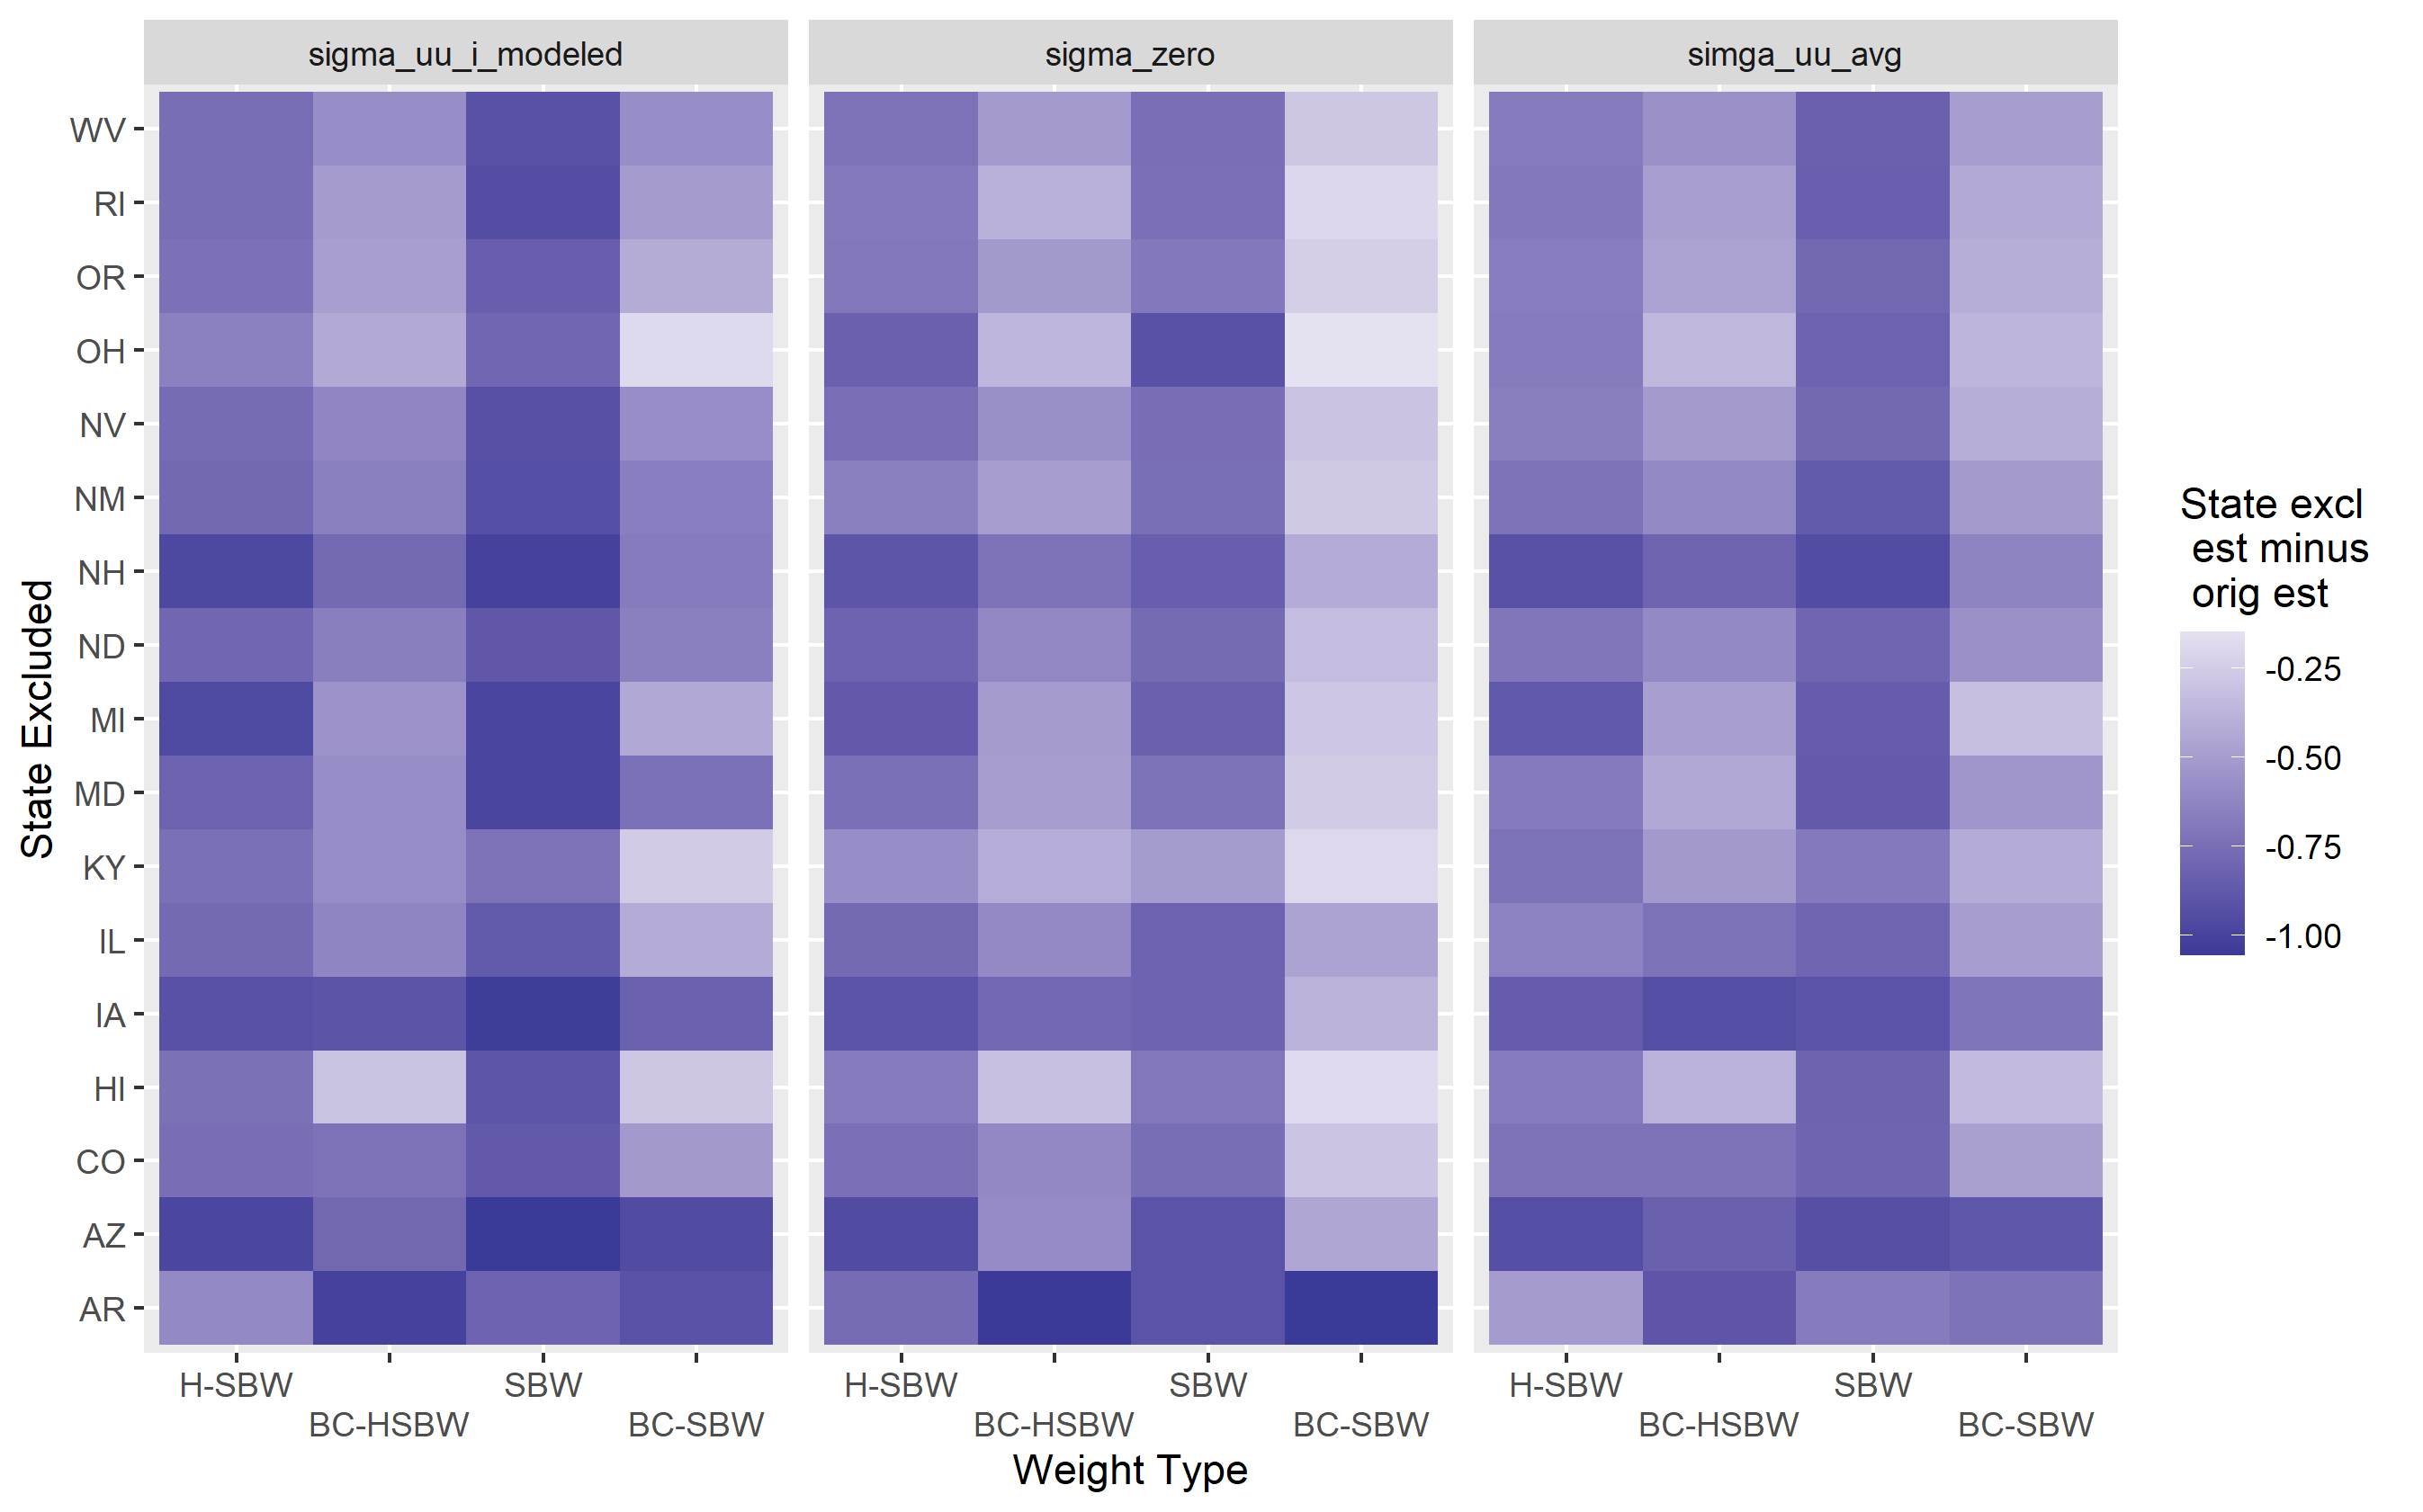 sigma_uu_i_modeled
sigma_zero
simga_uu_avg
State Excluded
WV
RI
OR
OH
NV
NM
NH
ND
MI
MD
KY
IL
IA
HI
CO
AZ
AR
H-SBW
BC-HSBW
SBW
BC-SBW
H-SBW
BC-HSBW
SBW
BC-SBW
H-SBW
BC-HSBW
SBW
BC-SBW
Weight Type
State excl
est minus
orig est
-0.25
-0.50
-0.75
-1.00